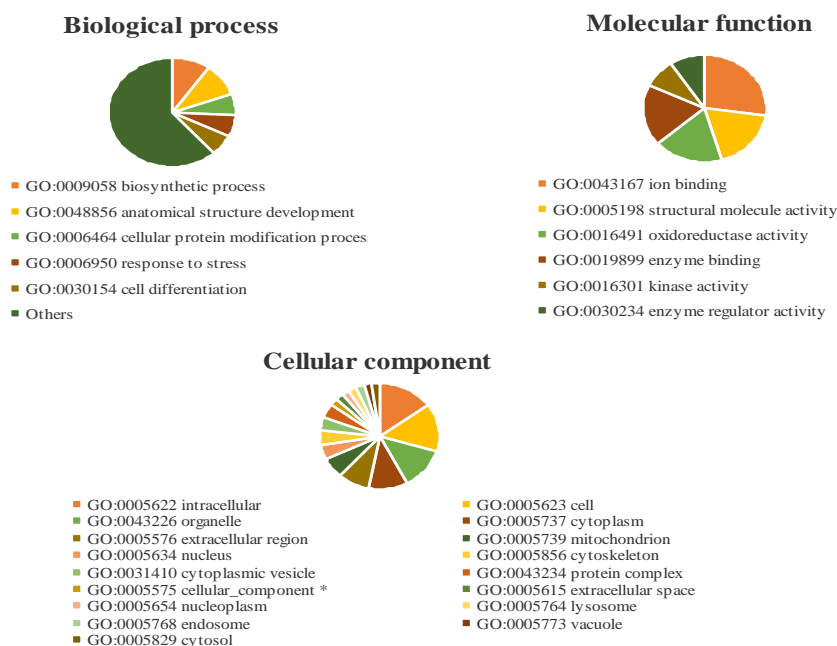 Biological process
GO:0009058 biosynthetic process
GO:0048856 anatomical structure development
GO:0006464 cellular protein modification proces
GO:0006950 response to stress
GO:0030154 cell differentiation
Others
Molecular function
GO:0043167 ion binding
GO:0005198 structural molecule activity
GO:0016491 oxidoreductase activity
GO:0019899 enzyme binding
GO:0016301 kinase activity
GO:0030234 enzyme regulator activity
Cellular component
GO:0005622 intracellular
GO:0005623 cell
GO:0043226 organelle
GO:0005737 cytoplasm
GO:0005576 extracellular region
GO:0005739 mitochondrion
GO:0005634 nucleus
GO:0005856 cytoskeleton
GO:0031410 cytoplasmic vesicle
GO:0043234 protein complex
GO:0005575 cellular_component *
GO:0005615 extracellular space
GO:0005654 nucleoplasm
GO:0005764 lysosome
GO:0005768 endosome
GO:0005773 vacuole
GO:0005829 cytosol